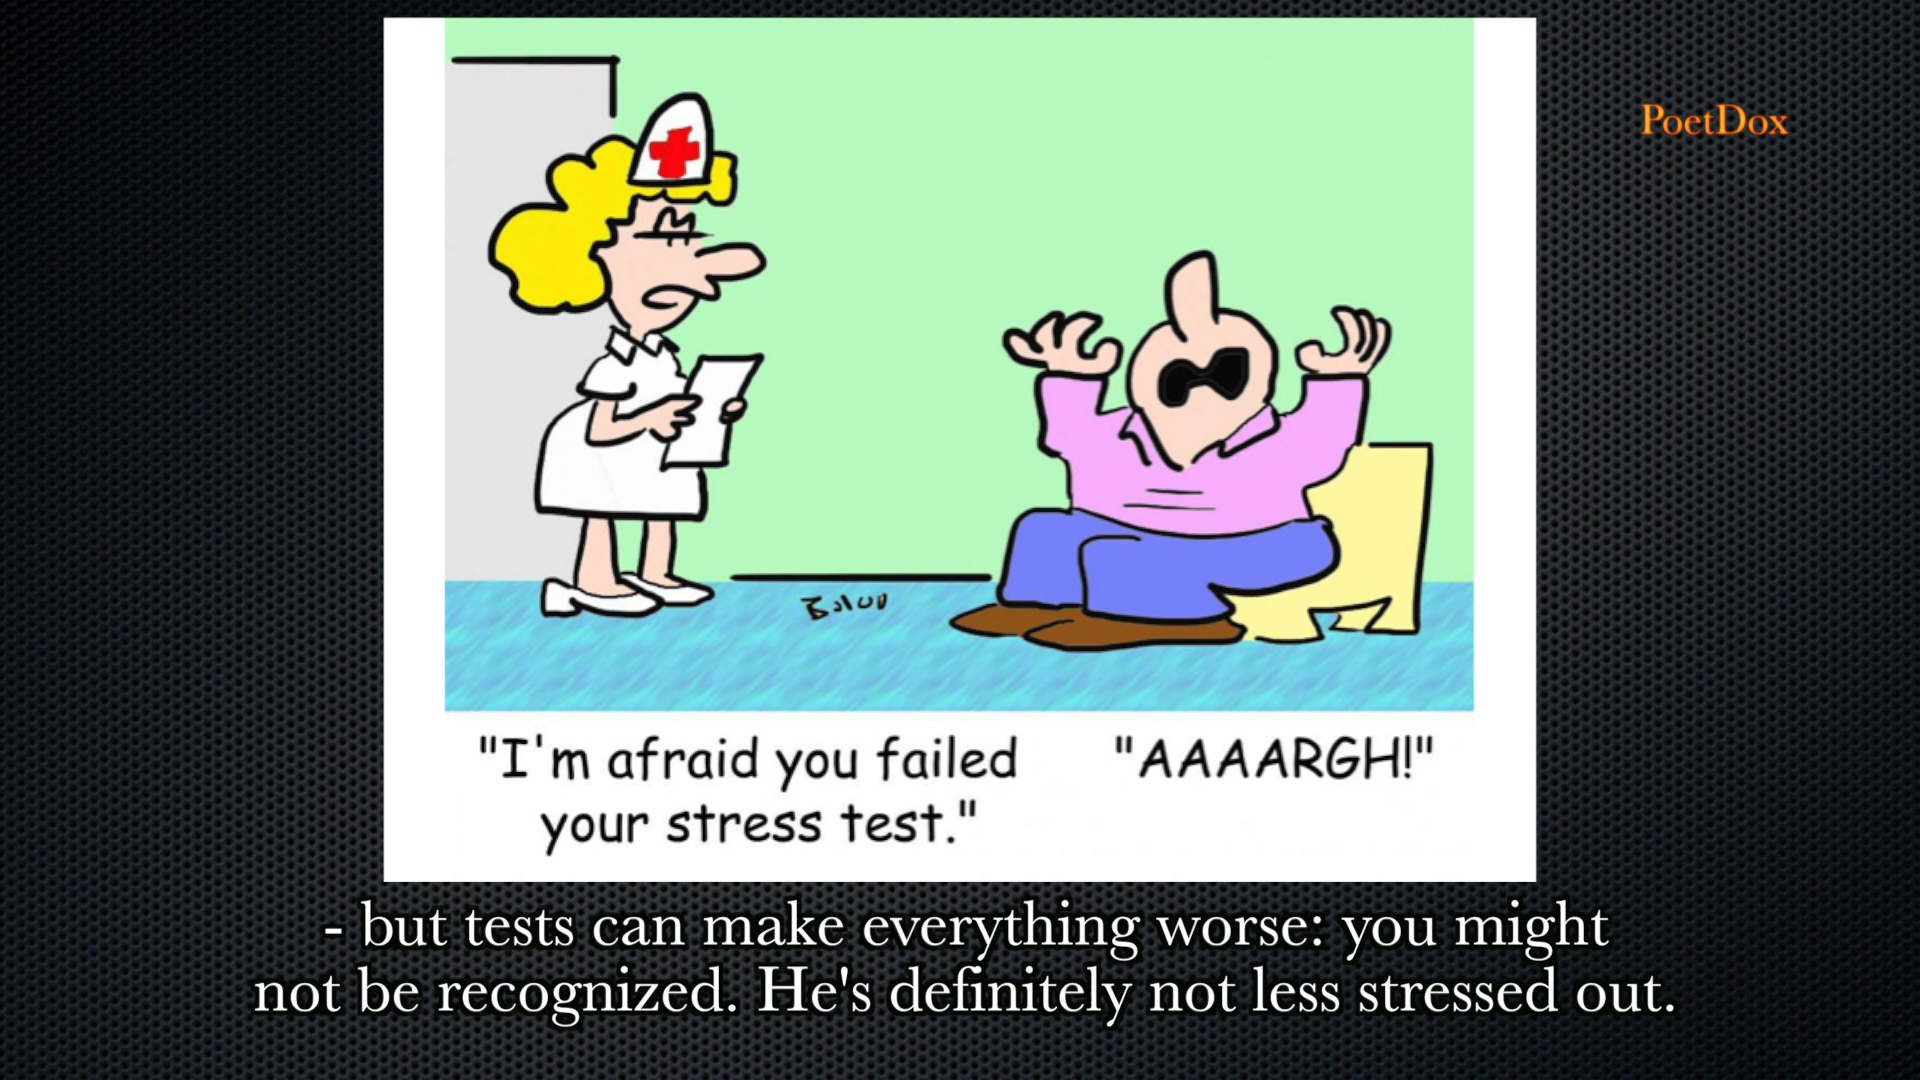 PoetDox
"I'm afraid you failed
your stress test."
"AAAARGH!"
- but tests can make everything worse: you might
not be recognized. He's definitely not less stressed out.